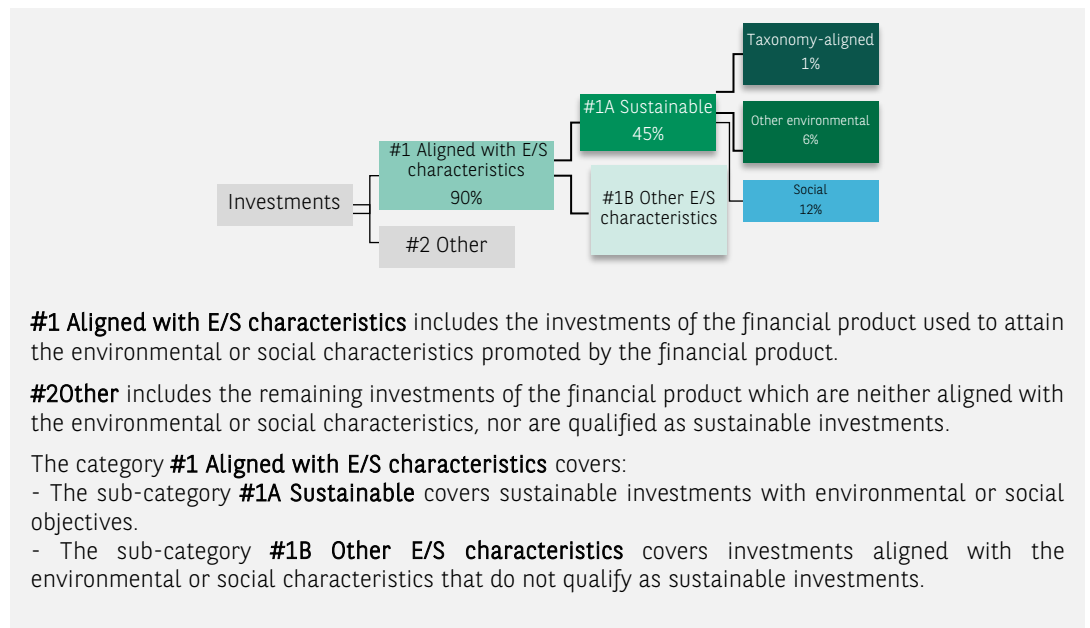 Taxonomy-aligned
1%
#1A Sustainable
45%
Other environmental
6%
#1 Aligned with E/S
characteristics
90%
Social
12%
Investments
#1B Other E/S
characteristics
#2 Other
#1 Aligned with E/S characteristics includes the investments of the financial product used to attain
the environmental or social characteristics promoted by the financial product.
#2Other includes the remaining investments of the financial product which are neither aligned with
the environmental or social characteristics, nor are qualified as sustainable investments.
The category #1 Aligned with E/S characteristics covers:
- The sub-category #1A Sustainable covers sustainable investments with environmental or social
objectives.
- The sub-category #1B Other E/S characteristics covers investments aligned with the
environmental or social characteristics that do not qualify as sustainable investments.